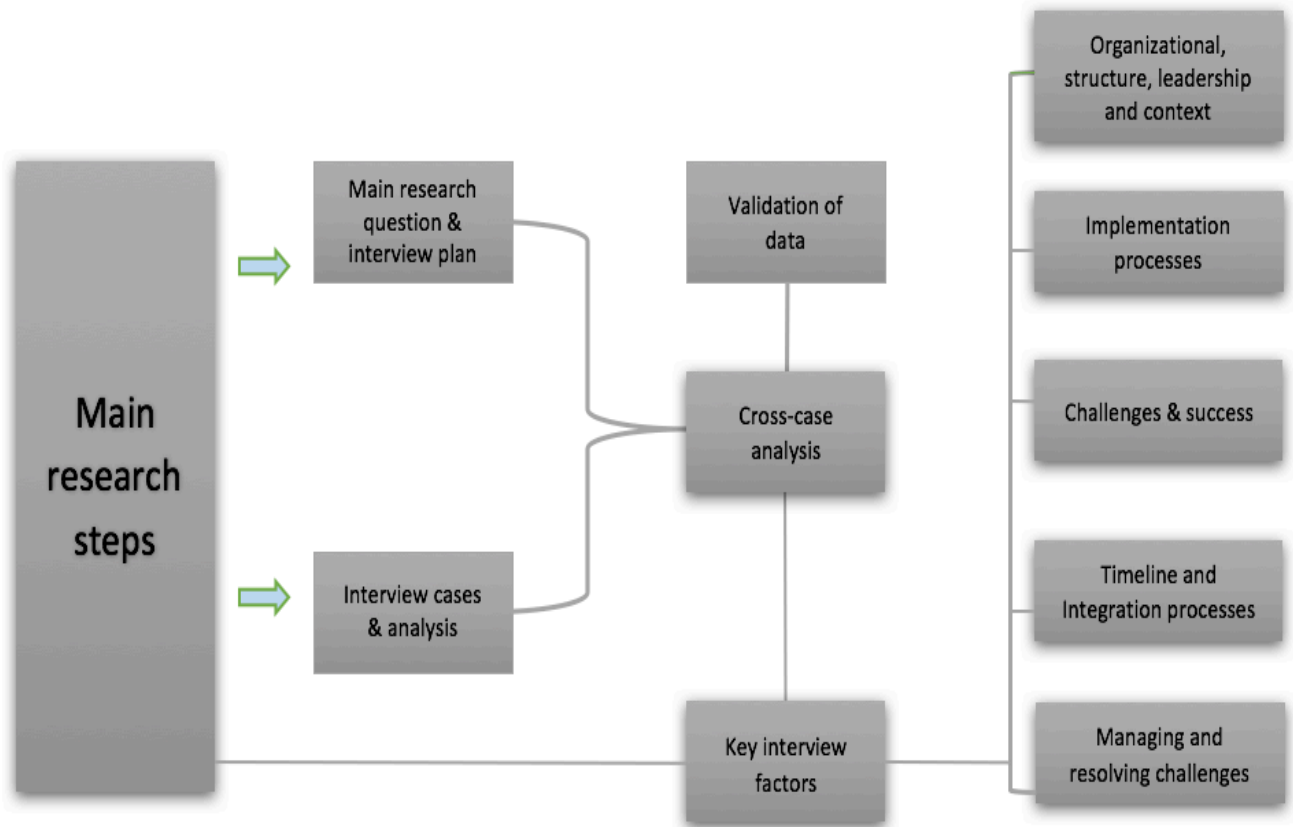 Main
research
steps
Main research
question &
interview plan
Interview cases
& analysis
Validation of
data
Cross-case
analysis
Key interview
factors
Organizational,
structure, leadership
and context
Implementation
processes
Challenges & success
Timeline and
Integration processes
Managing and
resolving challenges